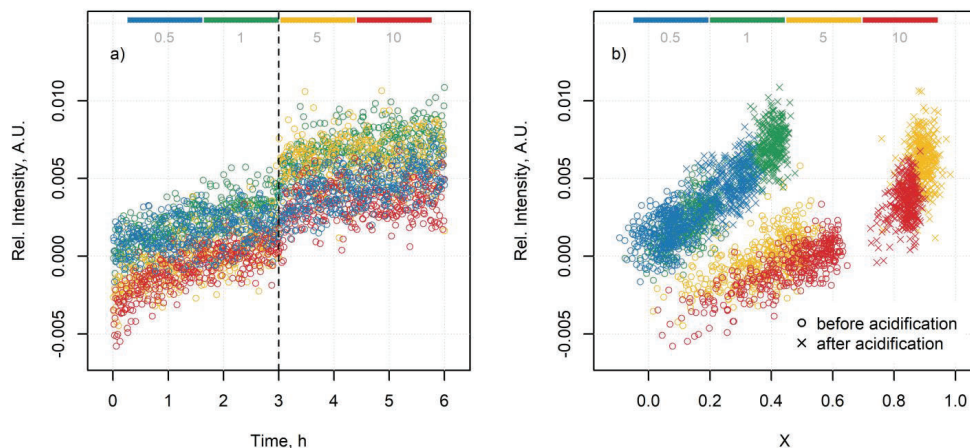 0.5 1 5 10
a)
0.010
0.005
0.000
-0.005
Rel. Intensity, A.U.
0 1 2 3 4 5 6
Time, h
0.5 1 5 10
b)
0.010
0.005
0.000
-0.005
Rel. Intensity, A.U.
before acidification
after acidification
0.0 0.2 0.4 0.6 0.8 1.0
X